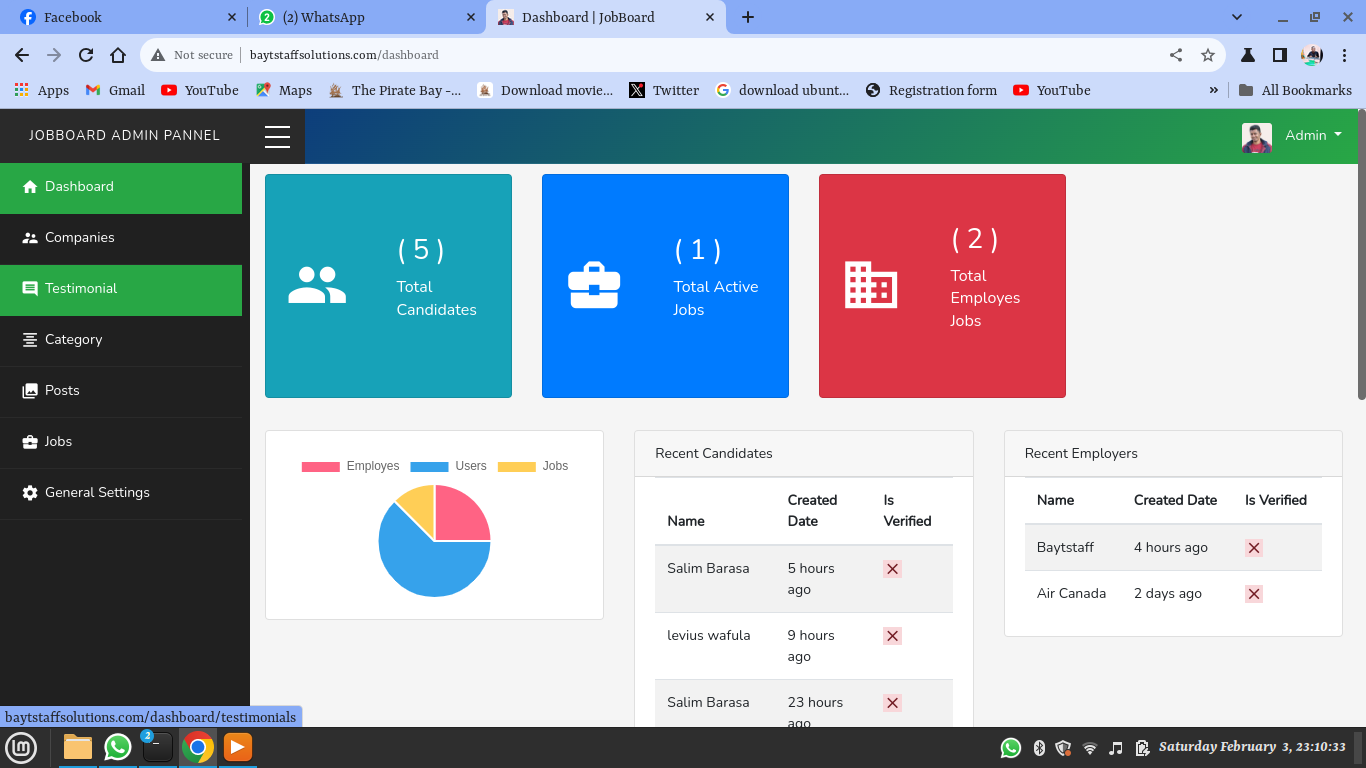 Facebook
(2) WhatsApp
Dashboard | JobBoard
Not secure
baytstaffsolutions.com/dashboard
Apps
Gmail
YouTube
Maps
The Pirate Bay -...
Download movie...
Twitter
download ubunt...
Registration form
YouTube
»
All Bookmarks
JOBBOARD ADMIN PANNEL
Admin
Dashboard
Companies
Testimonial
Category
Posts
Jobs
General Settings
( 5 )
Total
Candidates
( 1 )
Total Active
Jobs
( 2 )
Total
Employes
Jobs
Employes
Users
Jobs
Recent Candidates
Name
Created
Date
Is
Verified
Salim Barasa
5 hours
ago
levius wafula
9 hours
ago
Salim Barasa
23 hours
ago
Recent Employers
Name
Created Date
Is Verified
Baytstaff
4 hours ago
Air Canada
2 days ago
baytstaffsolutions.com/dashboard/testimonials
2
Saturday February 3, 23:10:33